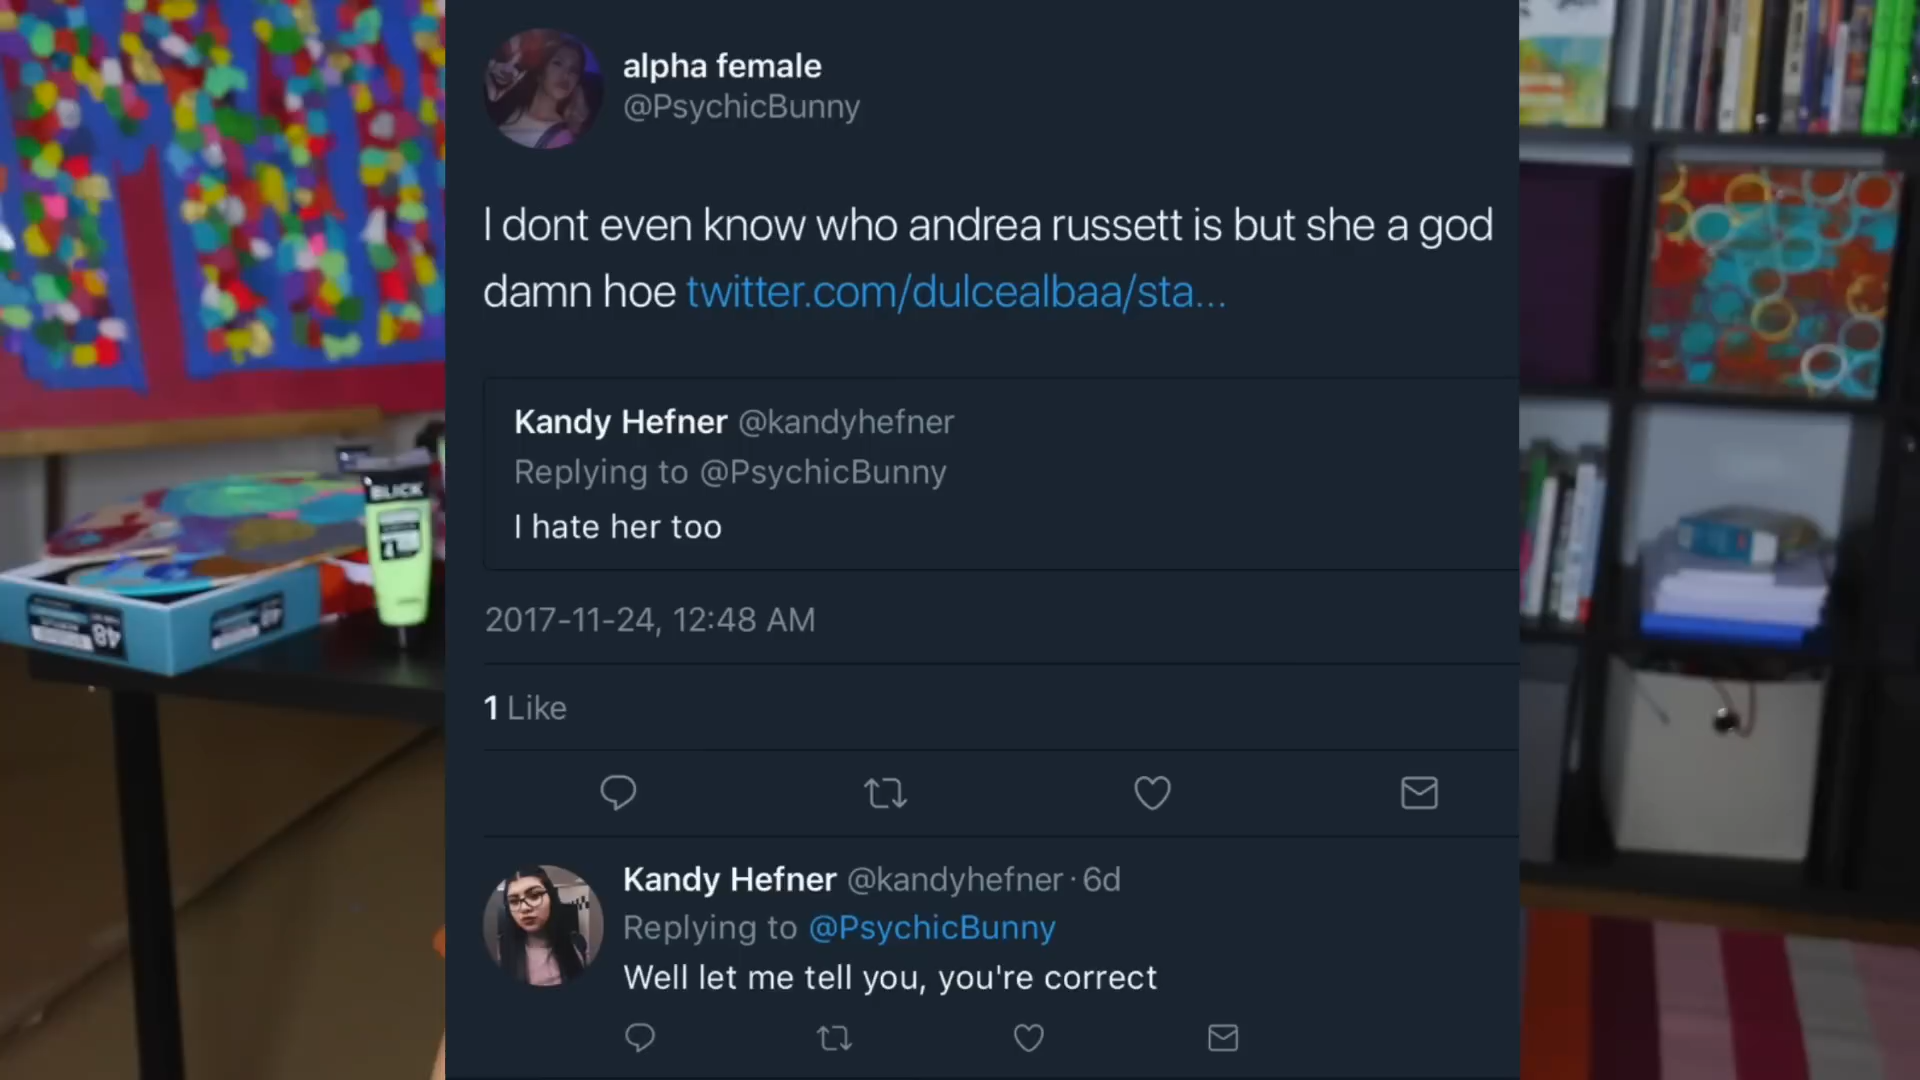 alpha female
@PsychicBunny
I dont even know who andrea russett is but she a god
damn hoe twitter.com/dulcealbaa/sta...
Kandy Hefner @kandyhefner
Replying to @PsychicBunny
I hate her too
2017-11-24, 12:48 AM
1 Like
Kandy Hefner @kandyhefner · 6d
Replying to @PsychicBunny
Well let me tell you, you're correct
BLICK
48